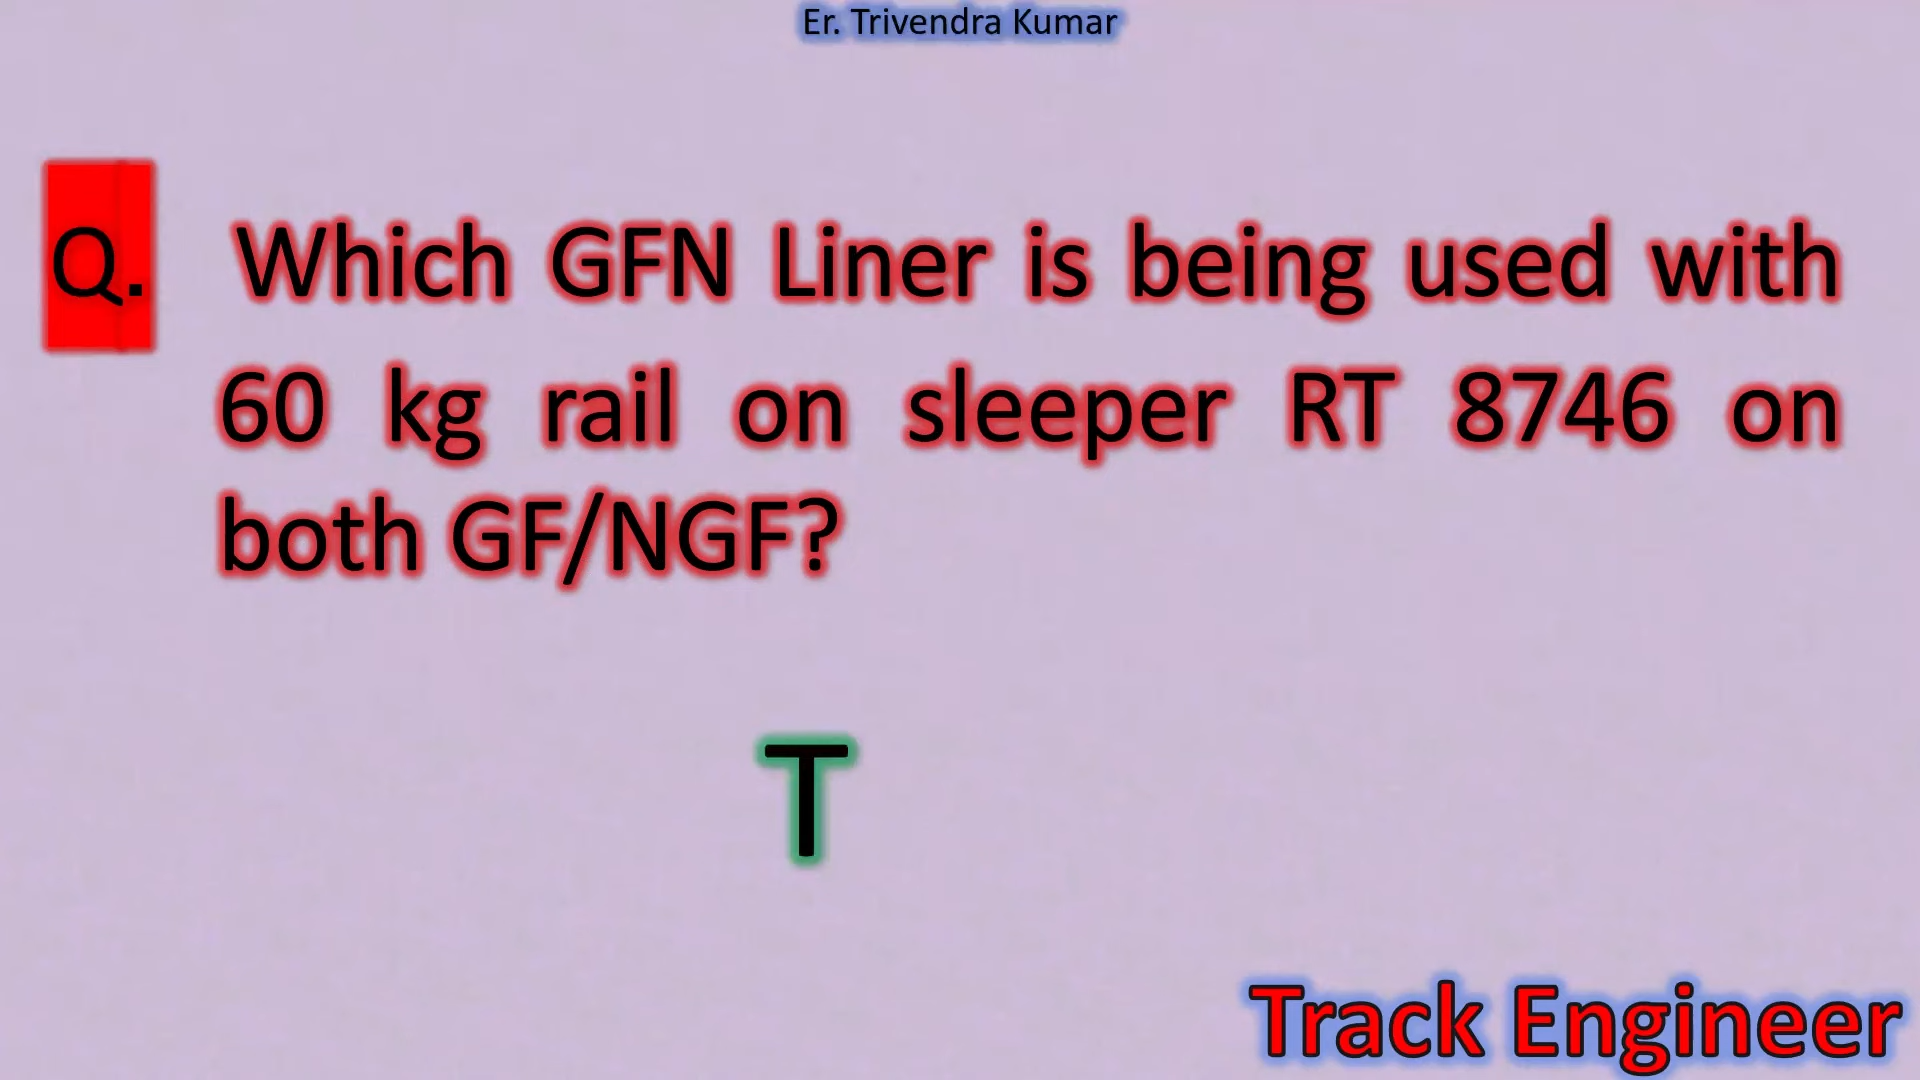 Er. Trivendra Kumar
Q. Which GFN Liner is being used with
60 kg rail on sleeper RT 8746 on
both GF/NGF?
T
Track Engineer